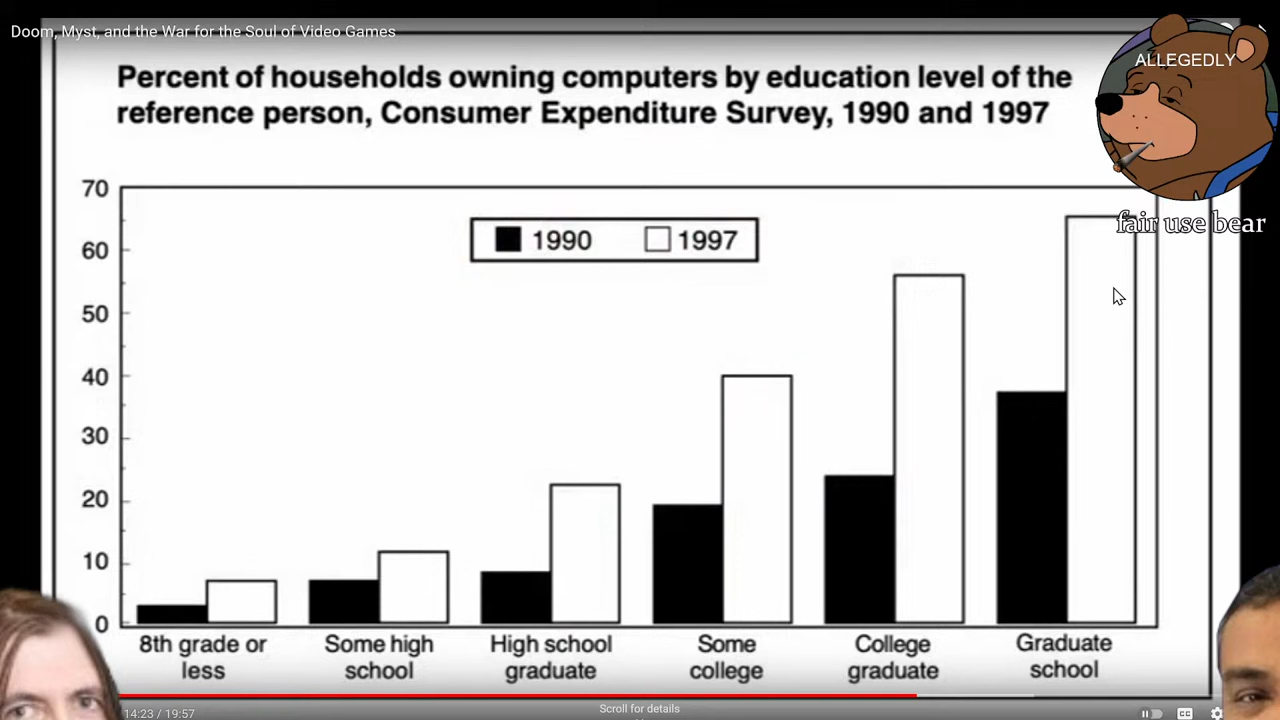 Doom, Myst, and the War for the Soul of Video Games
ALLEGEDLY
Percent of households owning computers by education level of the
reference person, Consumer Expenditure Survey, 1990 and 1997
fair use bear
1990 1997
70
60
50
40
30
20
10
0
8th grade or
less
Some high
school
High school
graduate
Some
college
College
graduate
Graduate
school
14:23 / 19:57
Scroll for details
CC